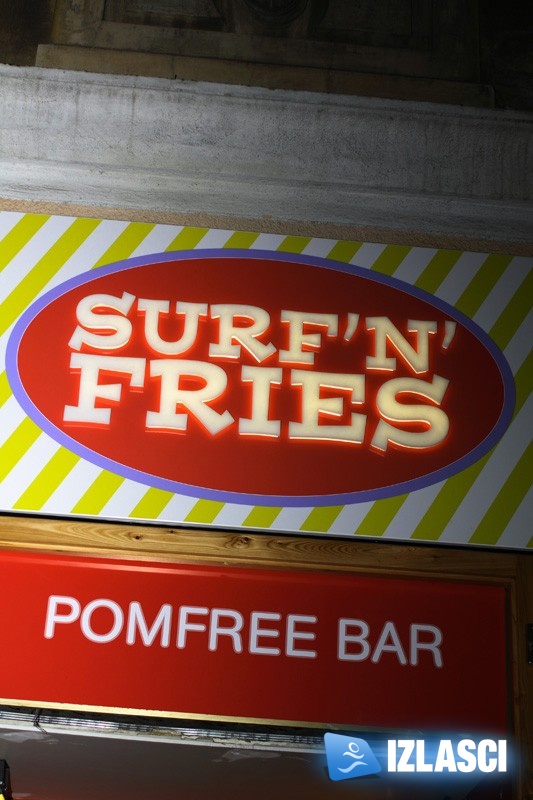 SURF'N'
FRIES
POMFREE BAR
IZLASCI